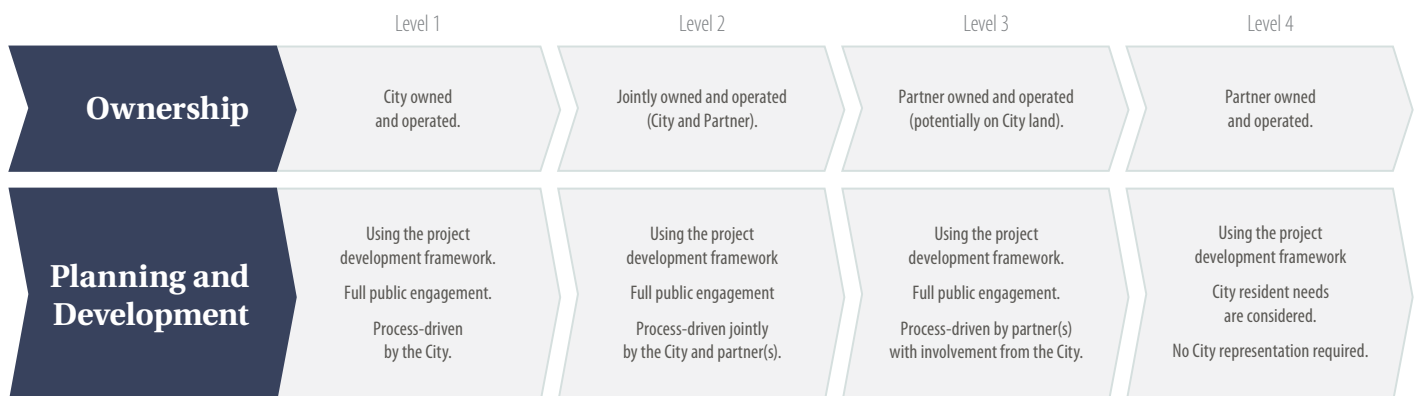 Level 1
Level 2
Level 3
Level 4
Ownership
City owned
and operated.
Jointly owned and operated
(City and Partner).
Partner owned and operated
(potentially on City land).
Partner owned
and operated.
Planning and
Development
Using the project
development framework.
Full public engagement.
Process-driven
by the City.
Using the project
development framework
Full public engagement
Process-driven jointly
by the City and partner(s).
Using the project
development framework.
Full public engagement.
Process-driven by partner(s)
with involvement from the City.
Using the project
development framework
City resident needs
are considered.
No City representation required.